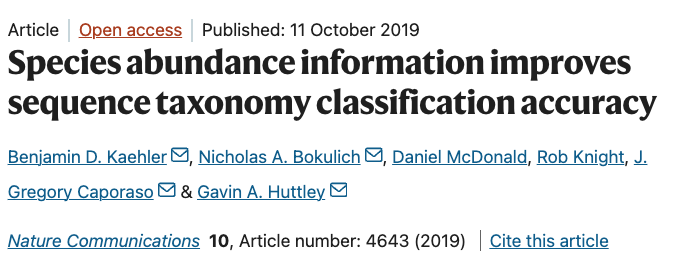 Article | Open access | Published: 11 October 2019
Species abundance information improves
sequence taxonomy classification accuracy
Benjamin D. Kaehler, Nicholas A. Bokulich, Daniel McDonald, Rob Knight, J.
Gregory Caporaso & Gavin A. Huttley
Nature Communications 10, Article number: 4643 (2019) | Cite this article